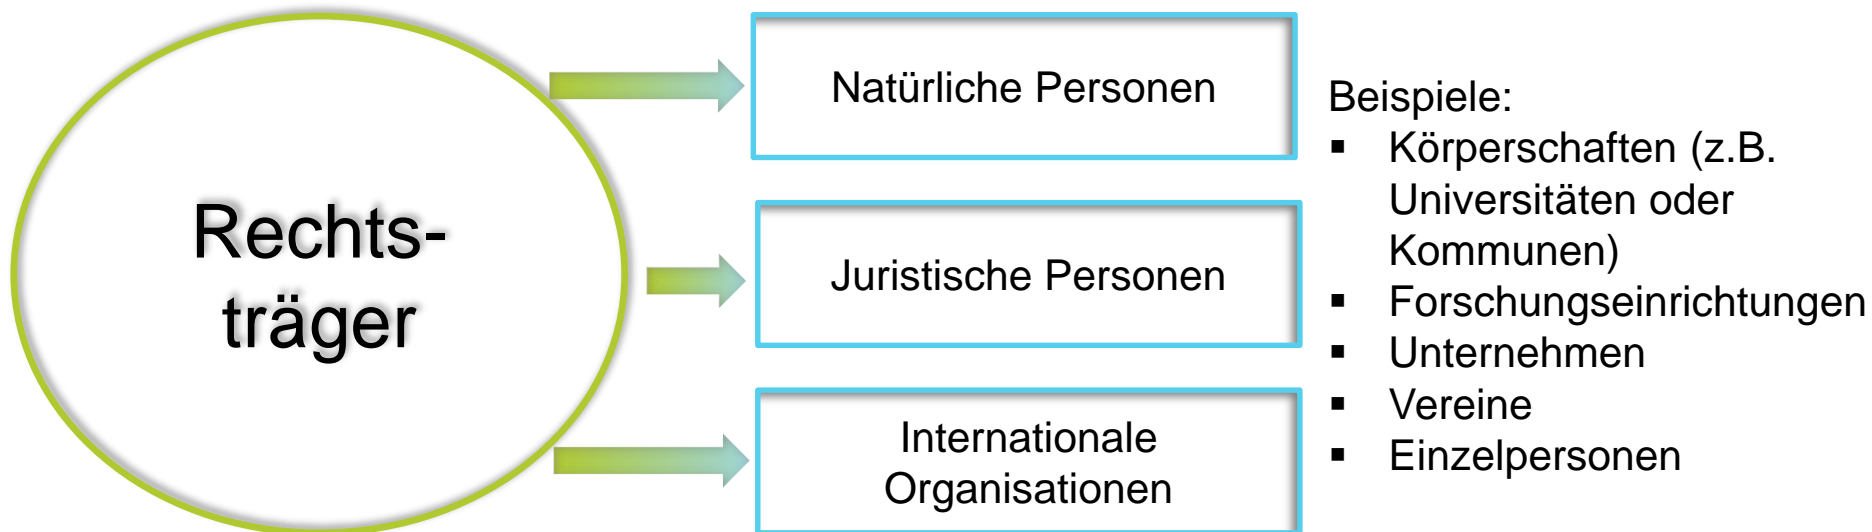 Rechts-
träger
Natürliche Personen
Juristische Personen
Internationale
Organisationen
Beispiele:
▪ Körperschaften (z.B.
Universitäten oder
Kommunen)
▪ Forschungseinrichtungen
▪ Unternehmen
▪ Vereine
▪ Einzelpersonen